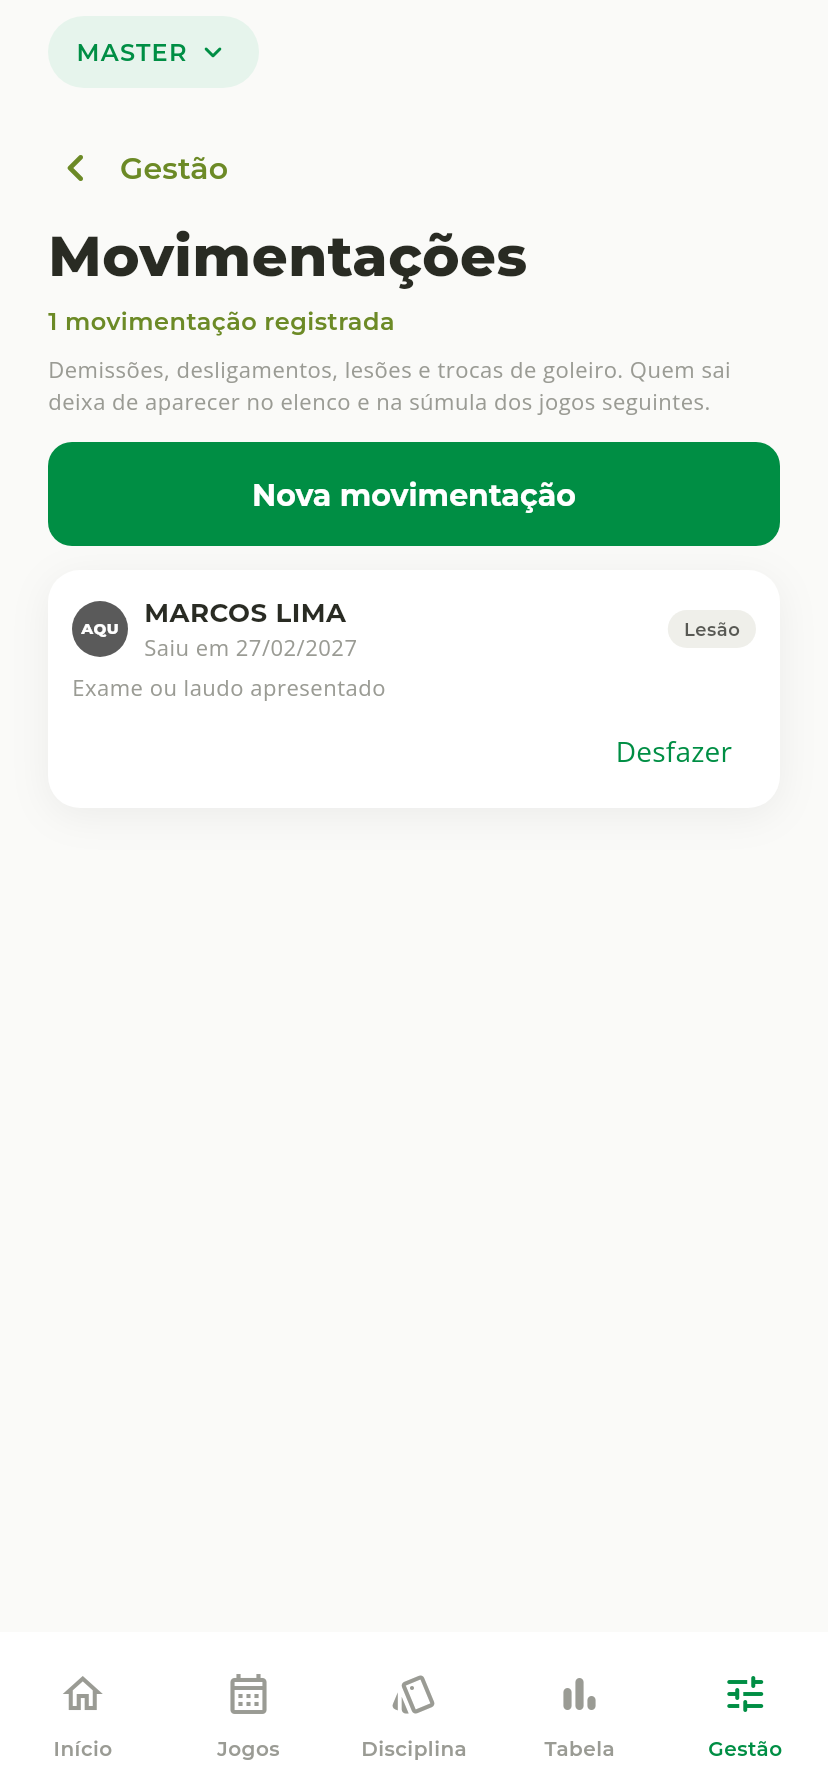 MASTER
Gestão
Movimentações
1 movimentação registrada
Demissões, desligamentos, lesões e trocas de goleiro. Quem sai
deixa de aparecer no elenco e na súmula dos jogos seguintes.
Nova movimentação
AQU
MARCOS LIMA
Saiu em 27/02/2027
Lesão
Exame ou laudo apresentado
Desfazer
Início
Jogos
Disciplina
Tabela
Gestão